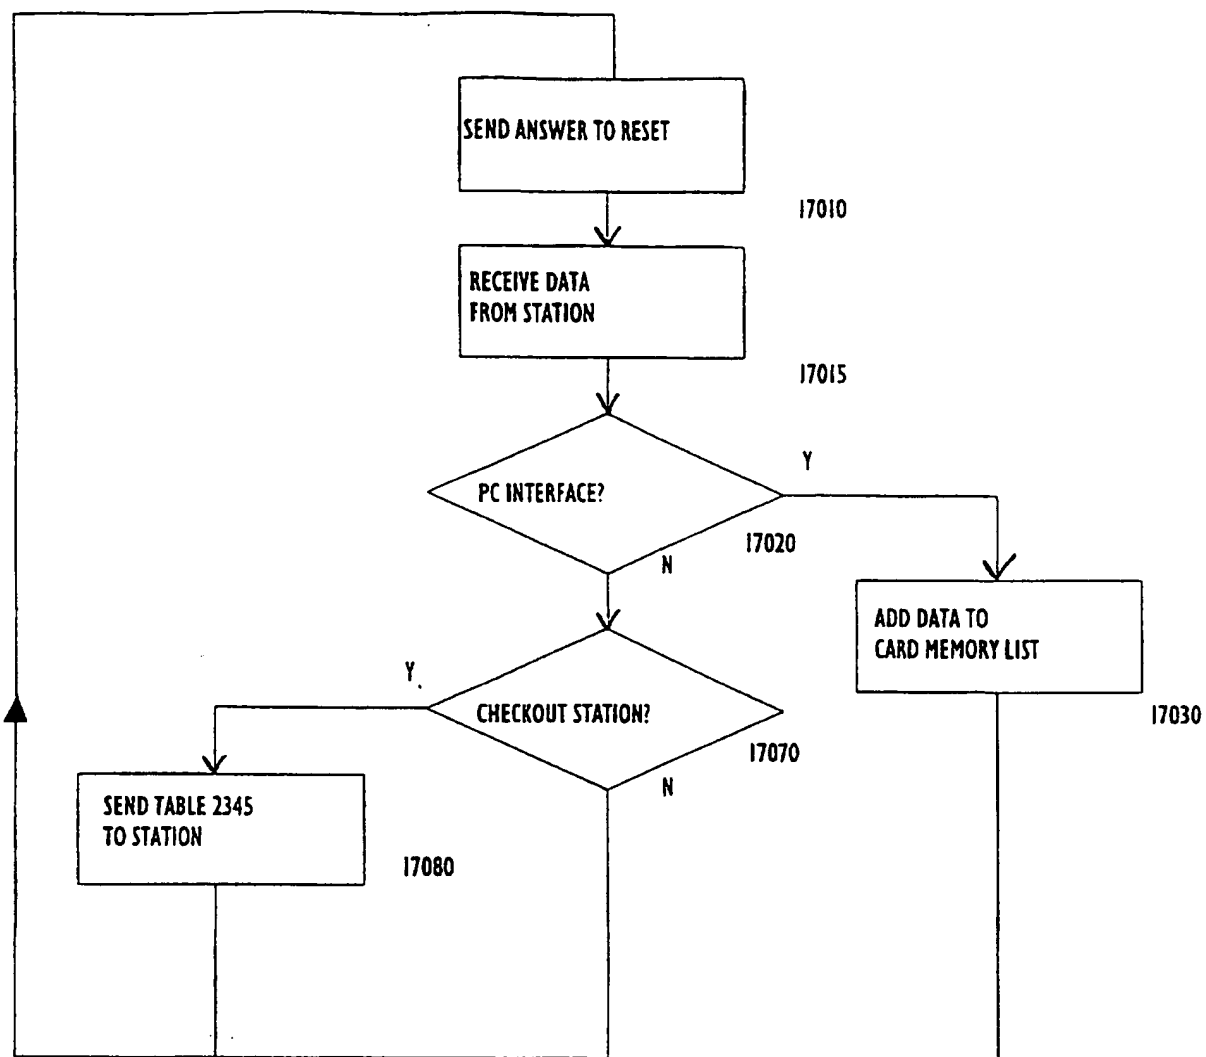 SEND ANSWER TO RESET
17010
RECEIVE DATA
FROM STATION
17015
PC INTERFACE?
Y
17020
N
ADD DATA TO
CARD MEMORY LIST
17030
Y
CHECKOUT STATION?
17070
N
SEND TABLE 2345
TO STATION
17080